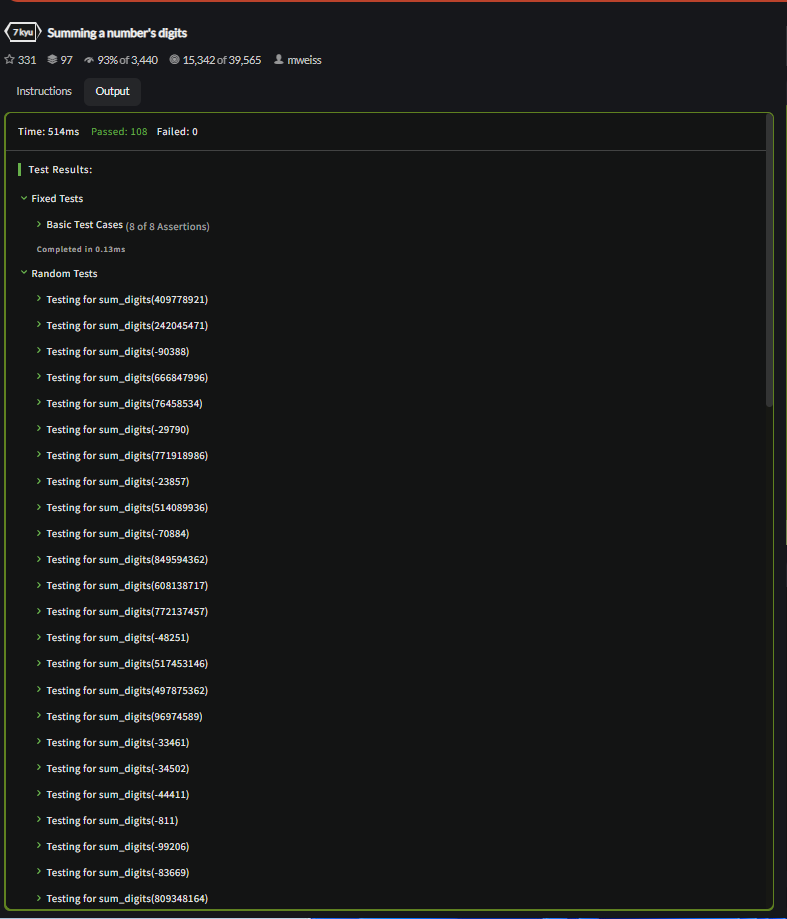 7 kyu Summing a number's digits
331 97 93% of 3,440 15,342 of 39,565 mweiss
Instructions Output
Time: 514ms Passed: 108 Failed: 0
Test Results:
Fixed Tests
Basic Test Cases (8 of 8 Assertions)
Completed in 0.13ms
Random Tests
Testing for sum_digits(409778921)
Testing for sum_digits(242045471)
Testing for sum_digits(-90388)
Testing for sum_digits(666847996)
Testing for sum_digits(76458534)
Testing for sum_digits(-29790)
Testing for sum_digits(771918986)
Testing for sum_digits(-23857)
Testing for sum_digits(514089936)
Testing for sum_digits(-70884)
Testing for sum_digits(849594362)
Testing for sum_digits(608138717)
Testing for sum_digits(772137457)
Testing for sum_digits(-48251)
Testing for sum_digits(517453146)
Testing for sum_digits(497875362)
Testing for sum_digits(96974589)
Testing for sum_digits(-33461)
Testing for sum_digits(-34502)
Testing for sum_digits(-44411)
Testing for sum_digits(-811)
Testing for sum_digits(-99206)
Testing for sum_digits(-83669)
Testing for sum_digits(809348164)